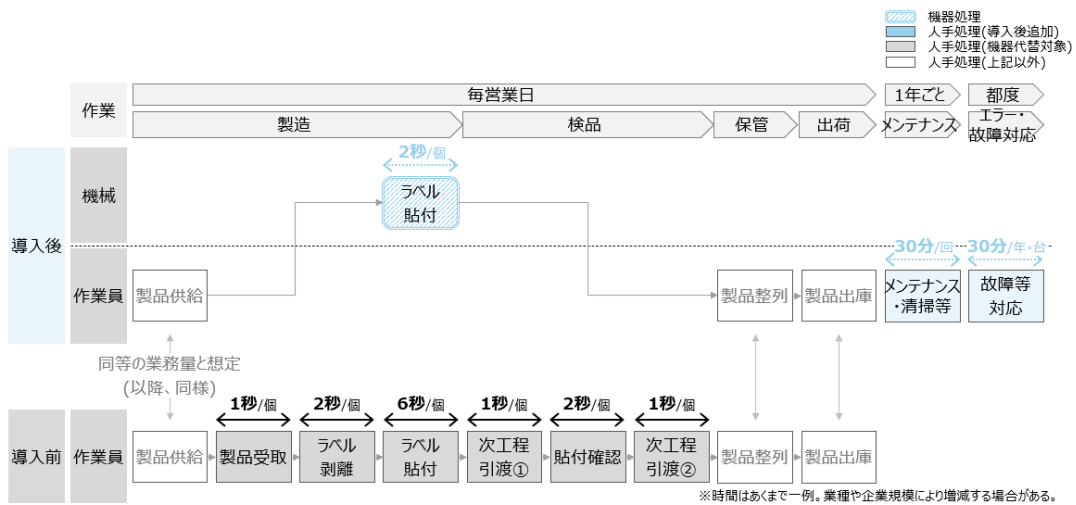 機器処理
人手処理(導入後追加)
人手処理(機器代替対象)
人手処理(上記以外)
作業
毎営業日
1年ごと
都度
製造
検品
保管
出荷
メンテナンス
エラー・
故障対応
導入後
機械
2秒/個
ラベル
貼付
作業員
製品供給
製品整列
製品出庫
30分/回
メンテナンス
・清掃等
30分/年・台
故障等
対応
同等の業務量と想定
(以降、同様)
導入前
作業員
製品供給
1秒/個
製品受取
2秒/個
ラベル
剥離
6秒/個
ラベル
貼付
1秒/個
次工程
引渡①
2秒/個
貼付確認
1秒/個
次工程
引渡②
製品整列
製品出庫
※時間はあくまで一例。業種や企業規模により増減する場合がある。